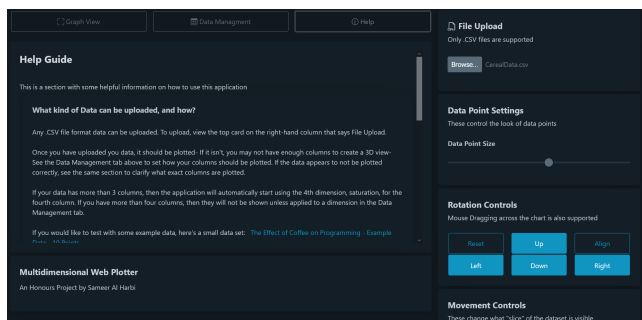 Graph View
Data Managment
Help
Help Guide
This is a section with some helpful information on how to use this application
What kind of Data can be uploaded, and how?
Any .CSV file format data can be uploaded. To upload, view the top card on the right-hand column that says File Upload.
Once you have uploaded you data, it should be plotted- If it isn't, you may not have enough columns to create a 3D view-
See the Data Management tab above to set how your columns should be plotted. If the data appears to not be plotted
correctly, see the same section to clarify what exact columns are plotted.
If your data has more than 3 columns, then the application will automatically start using the 4th dimension, saturation, for the
fourth column. If you have more than four columns, then they will not be shown unless applied to a dimension in the Data
Management tab.
If you would like to test with some example data, here's a small data set: The Effect of Coffee on Programming - Example
Data - 10 Points
Multidimensional Web Plotter
An Honours Project by Sameer Al Harbi
File Upload
Only .CSV files are supported
Browse... CerealData.csv
Data Point Settings
These control the look of data points
Data Point Size
Rotation Controls
Mouse Dragging across the chart is also supported
Reset Up Align
Left Down Right
Movement Controls
These change what "slice" of the dataset is visible